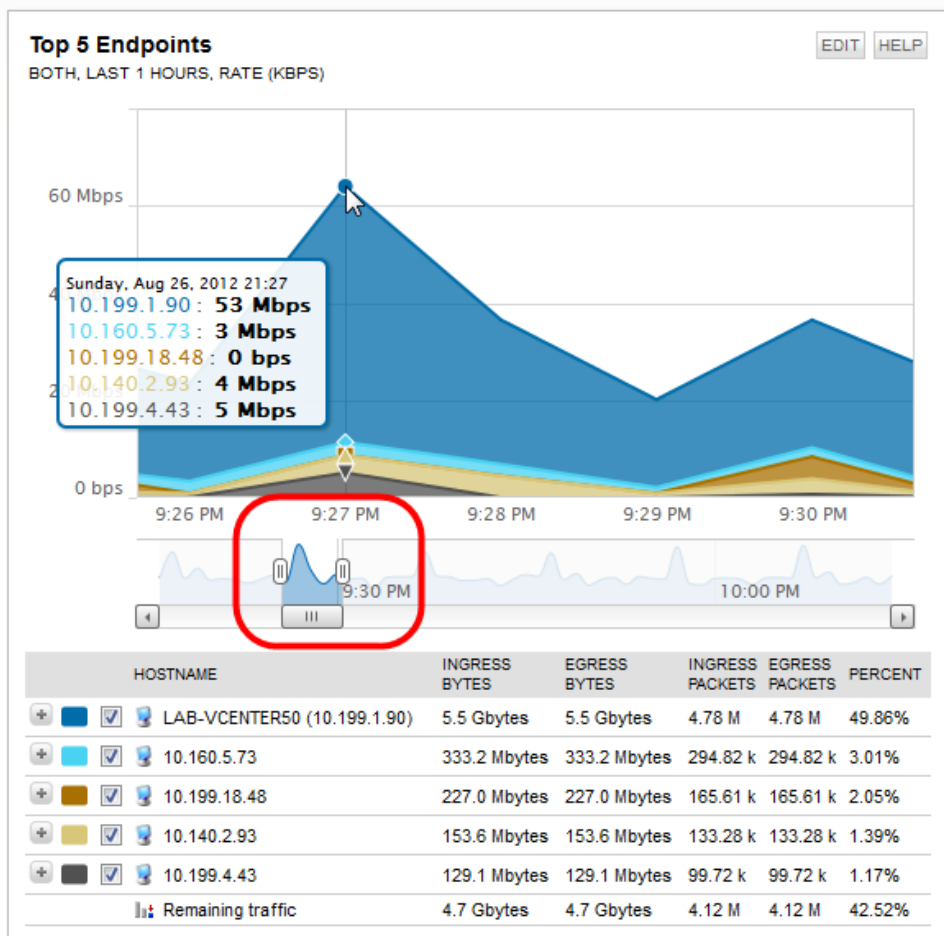 Top 5 Endpoints
EDIT HELP
BOTH, LAST 1 HOURS, RATE (KBPS)
60 Mbps
Sunday, Aug 26, 2012 21:27
10.199.1.90 : 53 Mbps
10.160.5.73 : 3 Mbps
10.199.18.48 : 0 bps
10.140.2.93 : 4 Mbps
10.199.4.43 : 5 Mbps
0 bps
9:26 PM 9:27 PM 9:28 PM 9:29 PM 9:30 PM
9:30 PM 10:00 PM
HOSTNAME INGRESS BYTES EGRESS BYTES INGRESS PACKETS EGRESS PACKETS PERCENT
LAB-VCENTER50 (10.199.1.90) 5.5 Gbytes 5.5 Gbytes 4.78 M 4.78 M 49.86%
10.160.5.73 333.2 Mbytes 333.2 Mbytes 294.82 k 294.82 k 3.01%
10.199.18.48 227.0 Mbytes 227.0 Mbytes 165.61 k 165.61 k 2.05%
10.140.2.93 153.6 Mbytes 153.6 Mbytes 133.28 k 133.28 k 1.39%
10.199.4.43 129.1 Mbytes 129.1 Mbytes 99.72 k 99.72 k 1.17%
Remaining traffic 4.7 Gbytes 4.7 Gbytes 4.12 M 4.12 M 42.52%